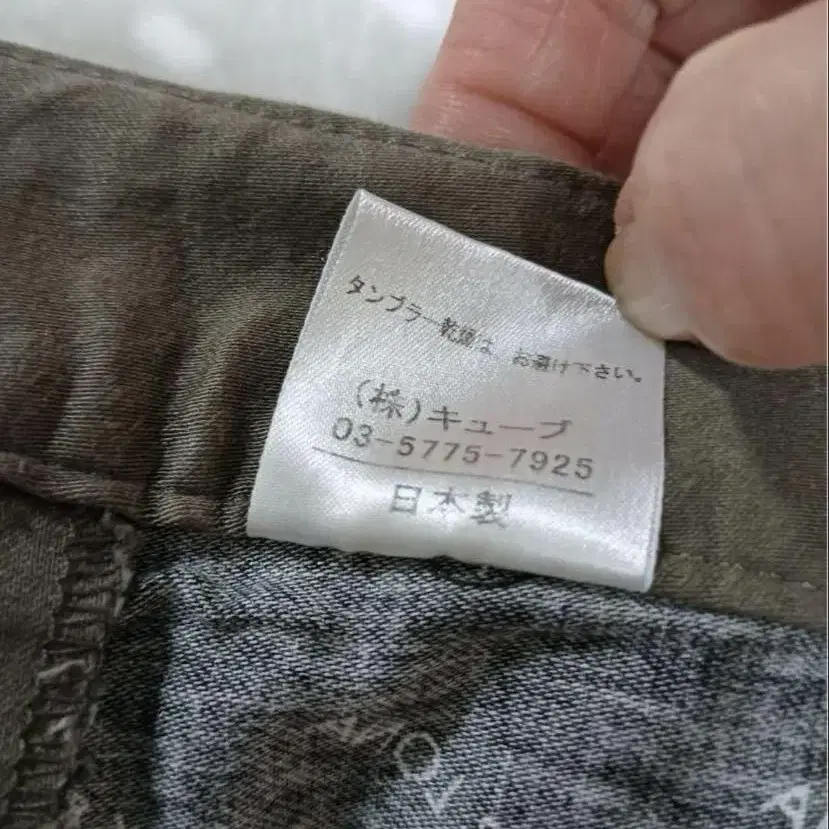 タンブラー乾燥は お避け下さい。
(株)キューブ
03-5775-7925
日本製